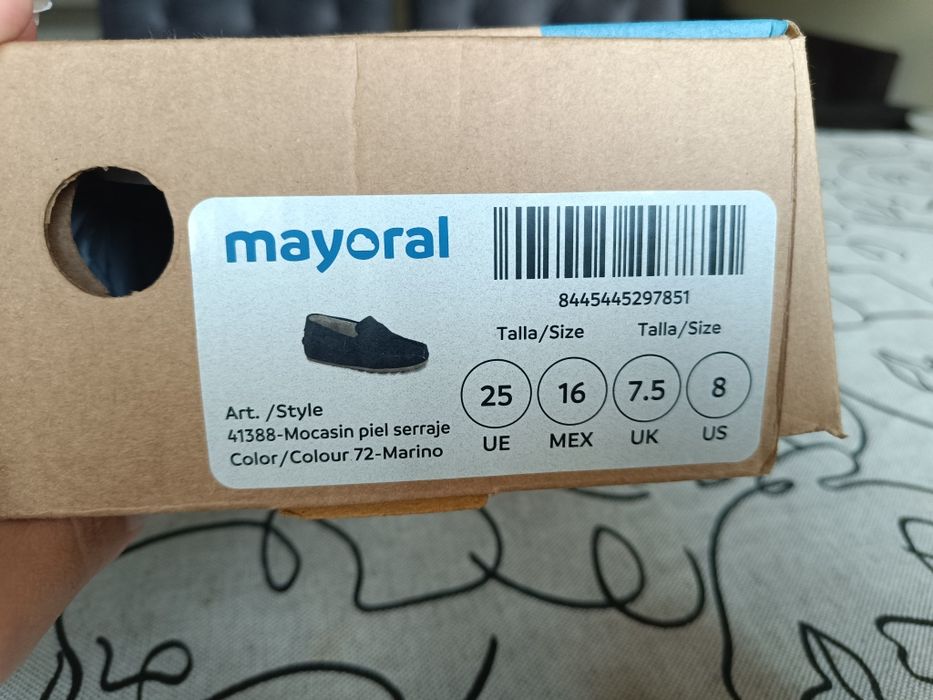 mayoral
8445445297851
Talla/Size Talla/Size
25 16 7.5 8
UE MEX UK US
Art. /Style
41388-Mocasin piel serraje
Color/Colour 72-Marino